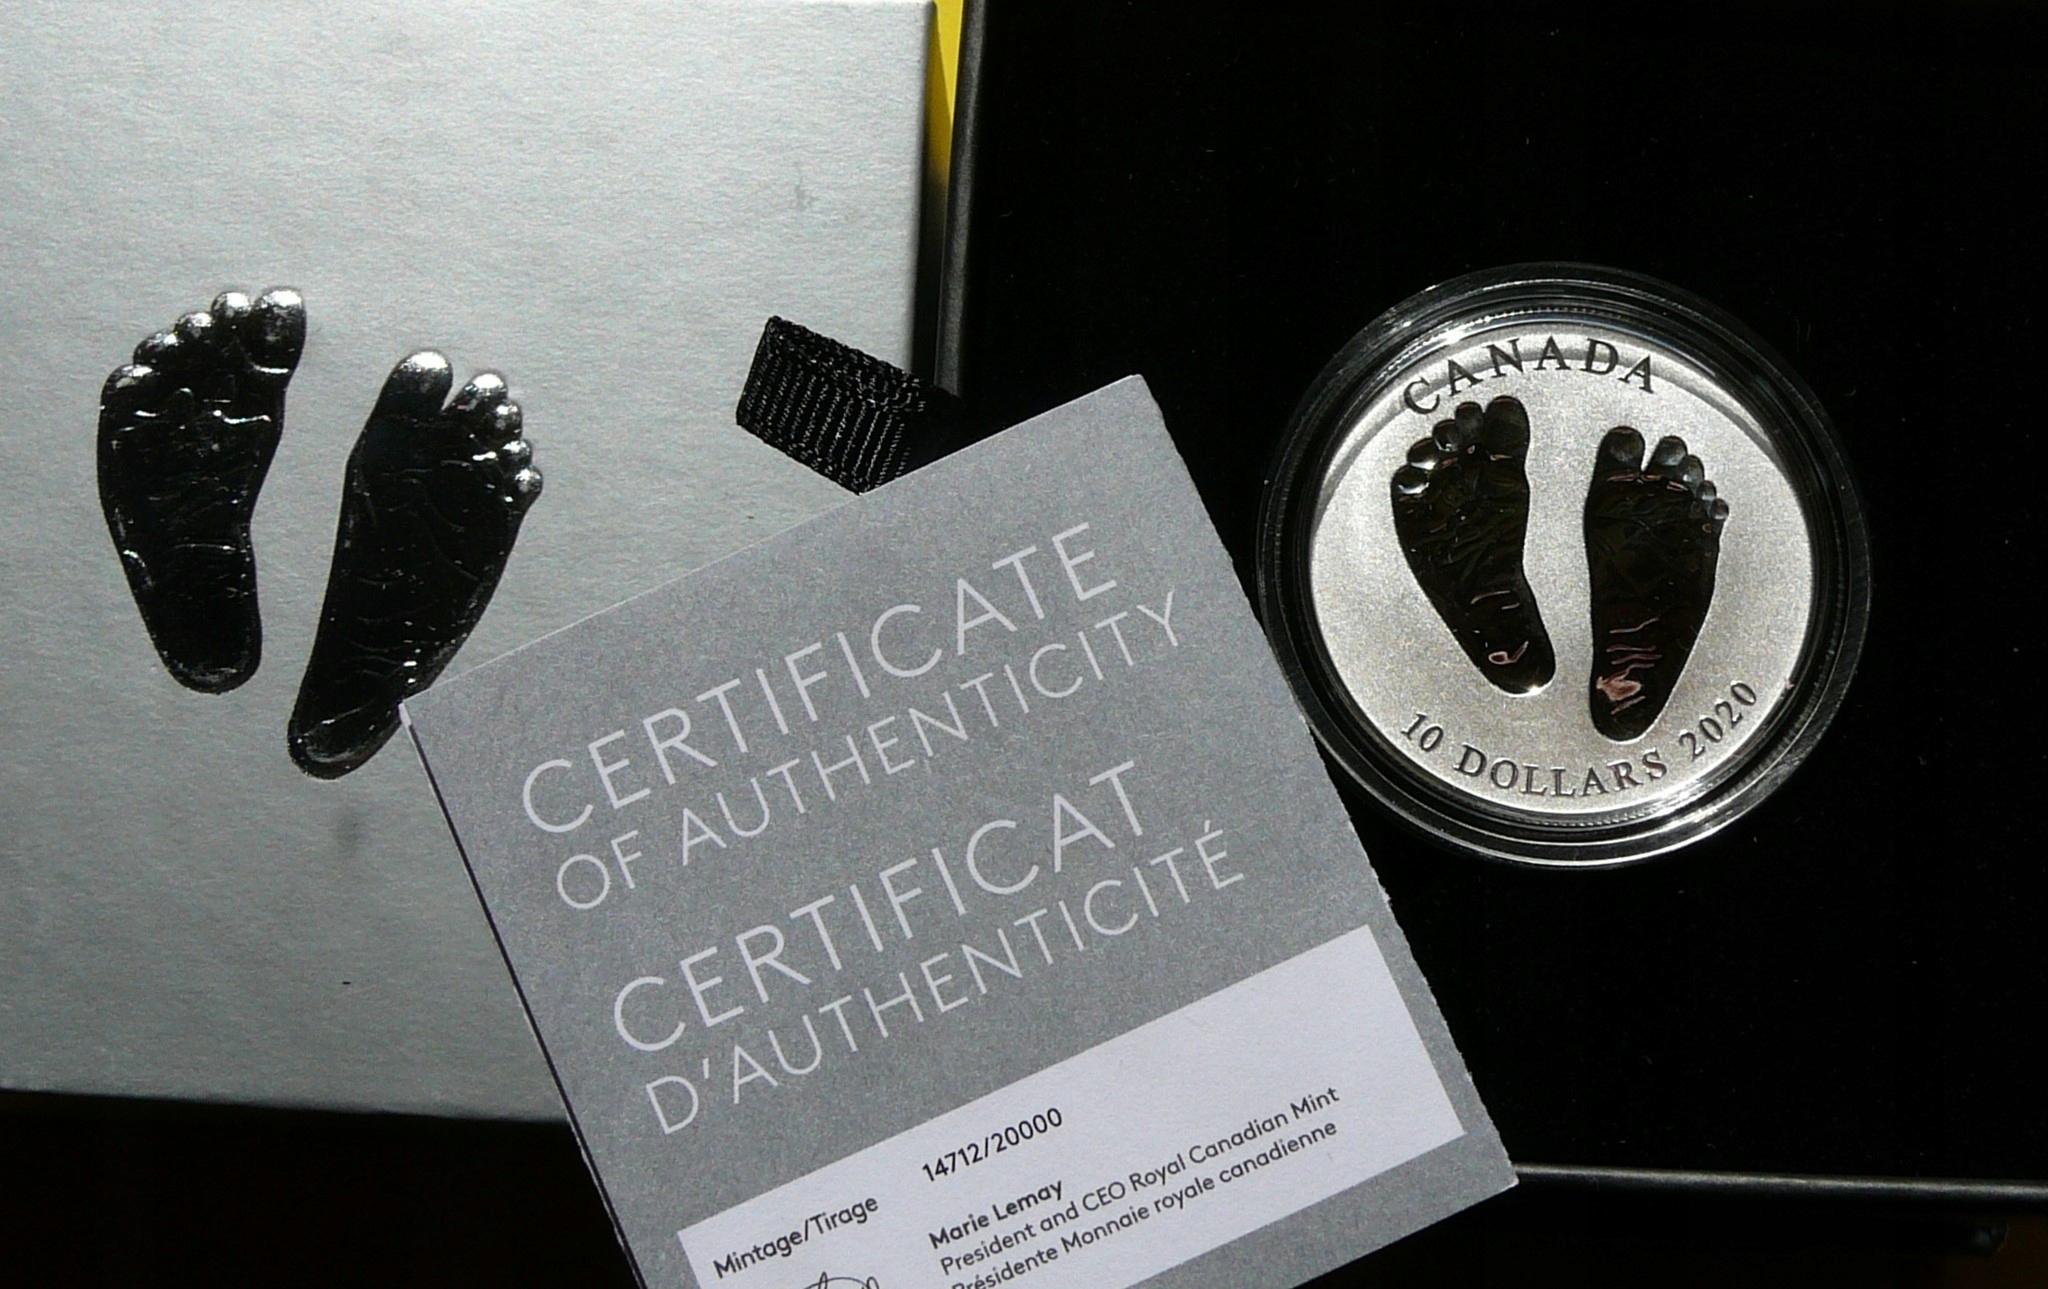 CERTIFICATE
OF AUTHENTICITY
CERTIFICAT
D'AUTHENTICITÉ
Mintage/Tirage 14712/20000
Marie Lemay
President and CEO Royal Canadian Mint
Présidente Monnaie royale canadienne
CANADA
10 DOLLARS 2020